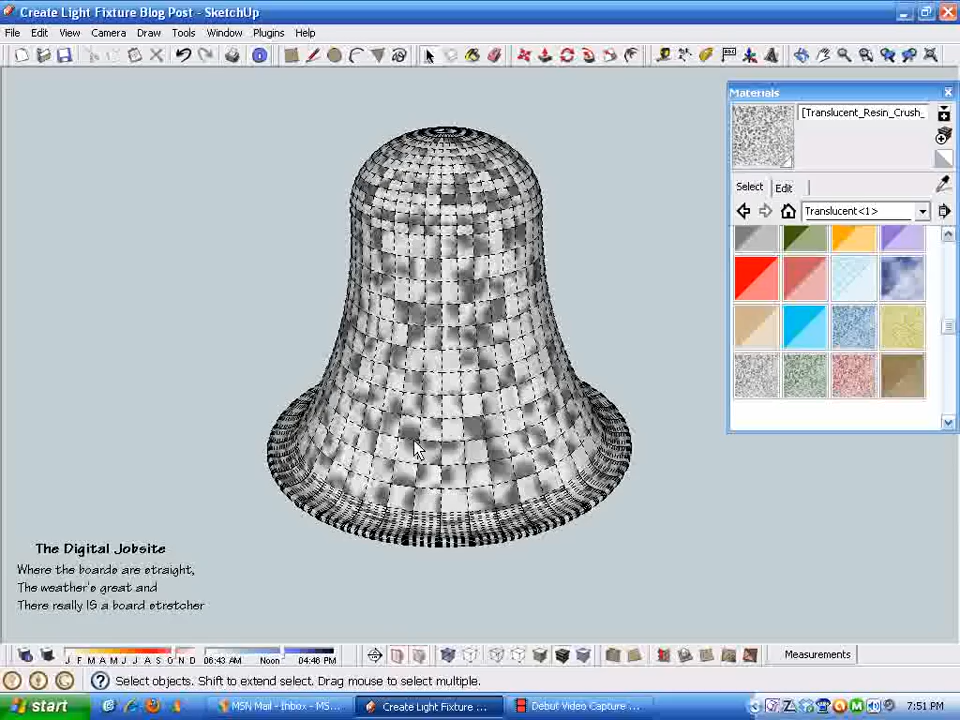 Create Light Fixture Blog Post - SketchUp
File Edit View Camera Draw Tools Window Plugins Help
Materials
[Translucent_Resin_Crush_
Select Edit
Translucent<1>
The Digital Jobsite
Where the boards are straight,
The weather's great and
There really IS a board stretcher
J F M A M J J A S O N D 06:43 AM Noon 04:46 PM Measurements
Select objects. Shift to extend select. Drag mouse to select multiple.
start MSN Mail - Inbox - MS... Create Light Fixture ... Debut Video Capture ... 7:51 PM